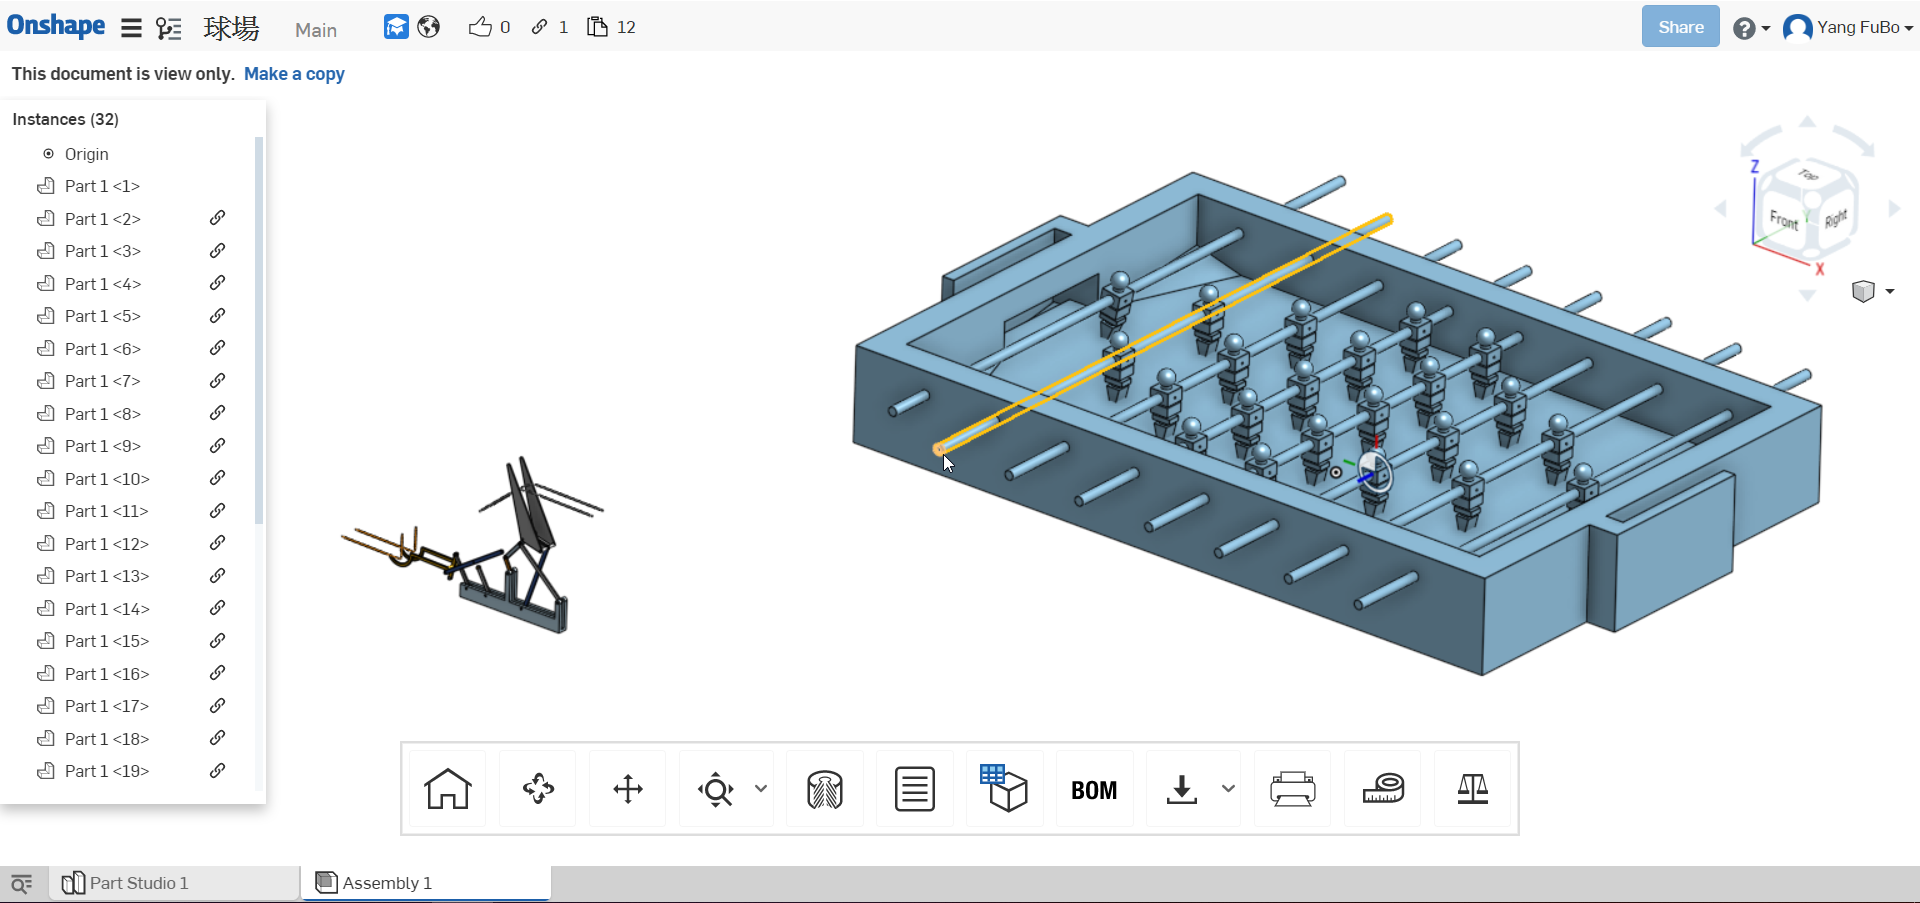 Onshape 球場 Main 0 1 12 Share Yang FuBo
This document is view only. Make a copy
Instances (32)
Origin
Part 1 <1>
Part 1 <2>
Part 1 <3>
Part 1 <4>
Part 1 <5>
Part 1 <6>
Part 1 <7>
Part 1 <8>
Part 1 <9>
Part 1 <10>
Part 1 <11>
Part 1 <12>
Part 1 <13>
Part 1 <14>
Part 1 <15>
Part 1 <16>
Part 1 <17>
Part 1 <18>
Part 1 <19>
Z
Top
Front Right
Y
X
BOM
Part Studio 1 Assembly 1